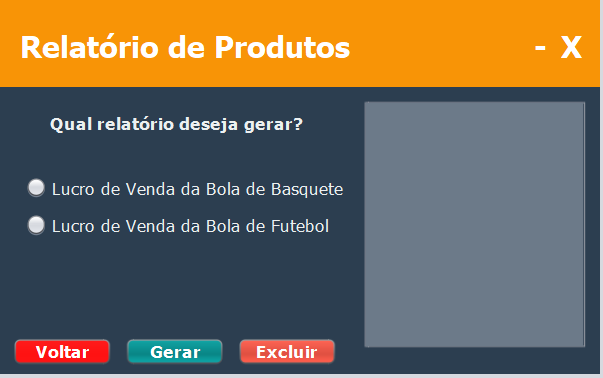 Relatório de Produtos
- X
Qual relatório deseja gerar?
Lucro de Venda da Bola de Basquete
Lucro de Venda da Bola de Futebol
Voltar
Gerar
Excluir